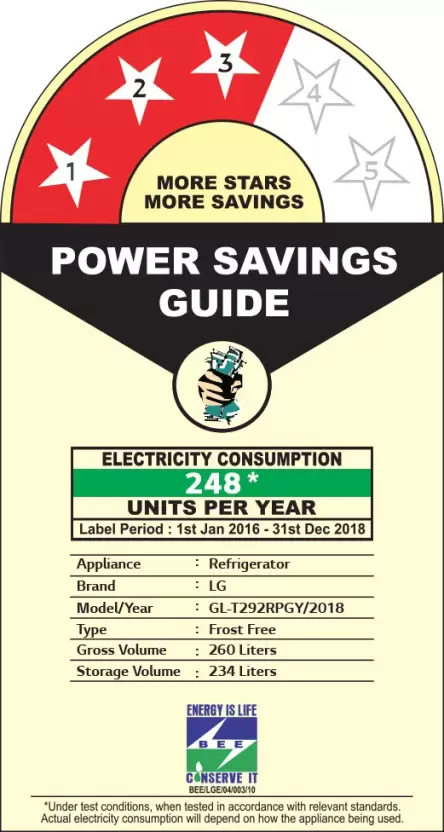 1
2
3
4
5
MORE STARS
MORE SAVINGS
POWER SAVINGS
GUIDE
ELECTRICITY CONSUMPTION
248*
UNITS PER YEAR
Label Period : 1st Jan 2016 - 31st Dec 2018
Appliance : Refrigerator
Brand : LG
Model/Year : GL-T292RPGY/2018
Type : Frost Free
Gross Volume : 260 Liters
Storage Volume : 234 Liters
ENERGY IS LIFE
BEE
CONSERVE IT
BEE/LGE/04/003/10
*Under test conditions, when tested in accordance with relevant standards.
Actual electricity consumption will depend on how the appliance being used.